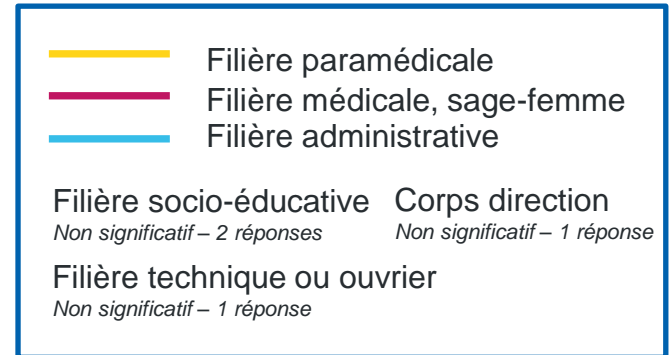 Filière paramédicale
Filière médicale, sage-femme
Filière administrative
Filière socio-éducative
Non significatif – 2 réponses
Corps direction
Non significatif – 1 réponse
Filière technique ou ouvrier
Non significatif – 1 réponse